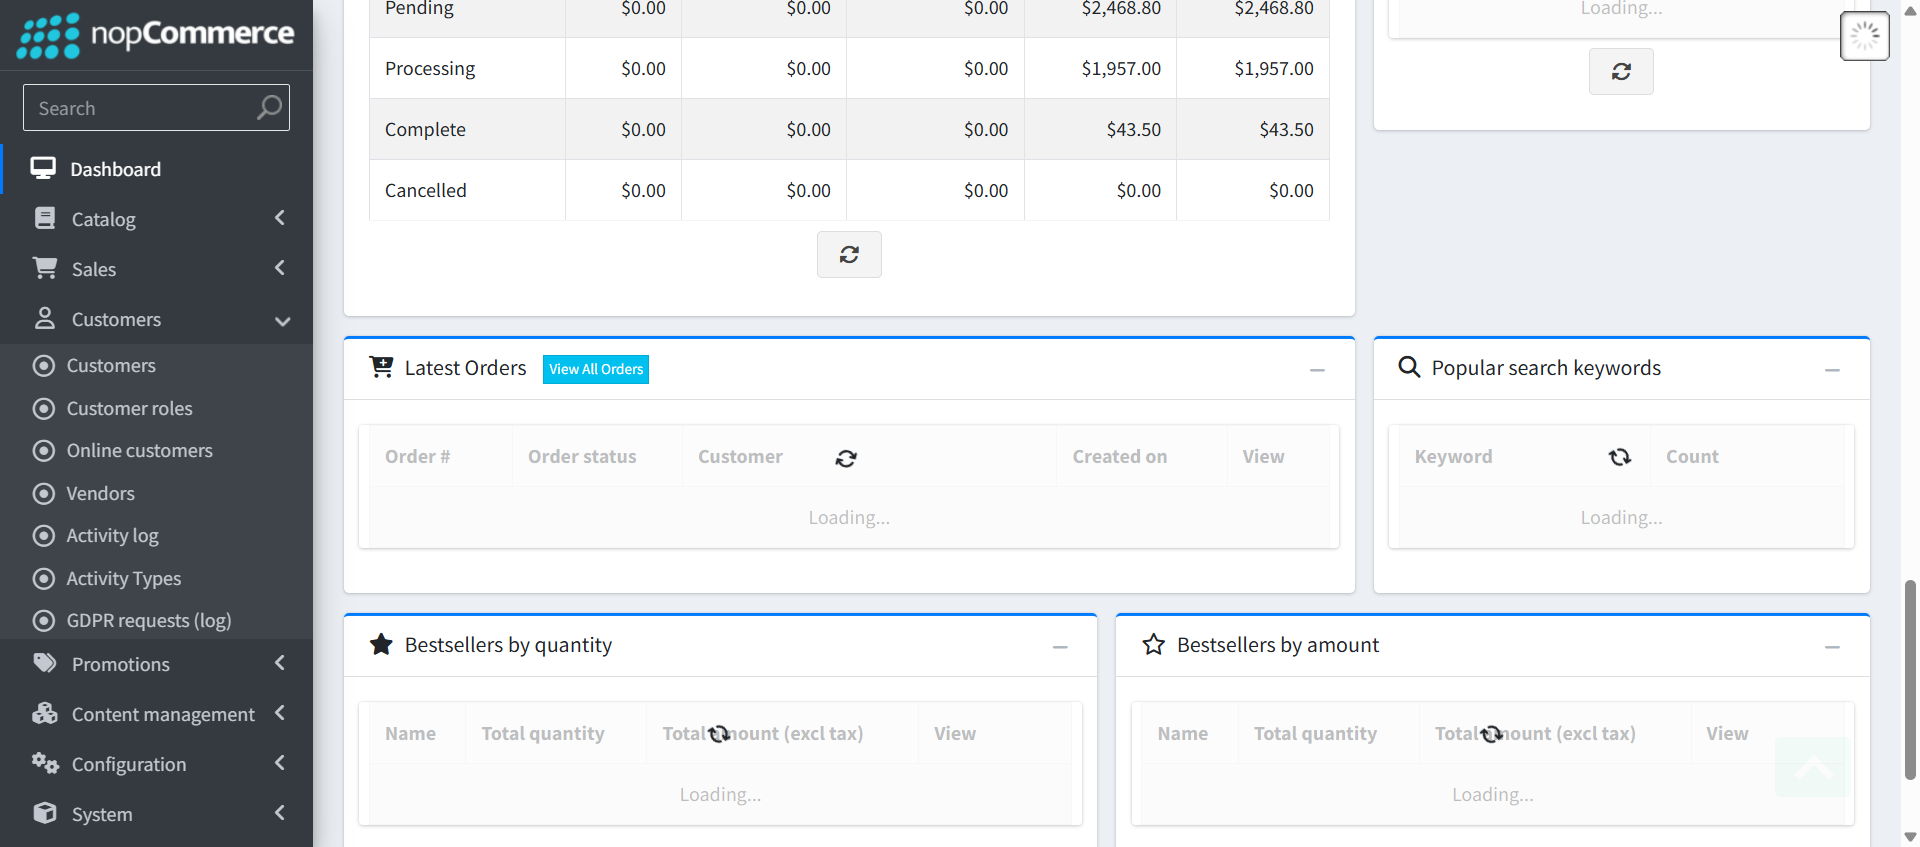 nopCommerce
Search
Dashboard
Catalog
Sales
Customers
Customers
Customer roles
Online customers
Vendors
Activity log
Activity Types
GDPR requests (log)
Promotions
Content management
Configuration
System
Pending $0.00 $0.00 $0.00 $2,468.80 $2,468.80
Processing $0.00 $0.00 $0.00 $1,957.00 $1,957.00
Complete $0.00 $0.00 $0.00 $43.50 $43.50
Cancelled $0.00 $0.00 $0.00 $0.00 $0.00
Loading...
Latest Orders View All Orders
Order # Order status Customer Created on View
Loading...
Popular search keywords
Keyword Count
Loading...
Bestsellers by quantity
Name Total quantity Total amount (excl tax) View
Loading...
Bestsellers by amount
Name Total quantity Total amount (excl tax) View
Loading...